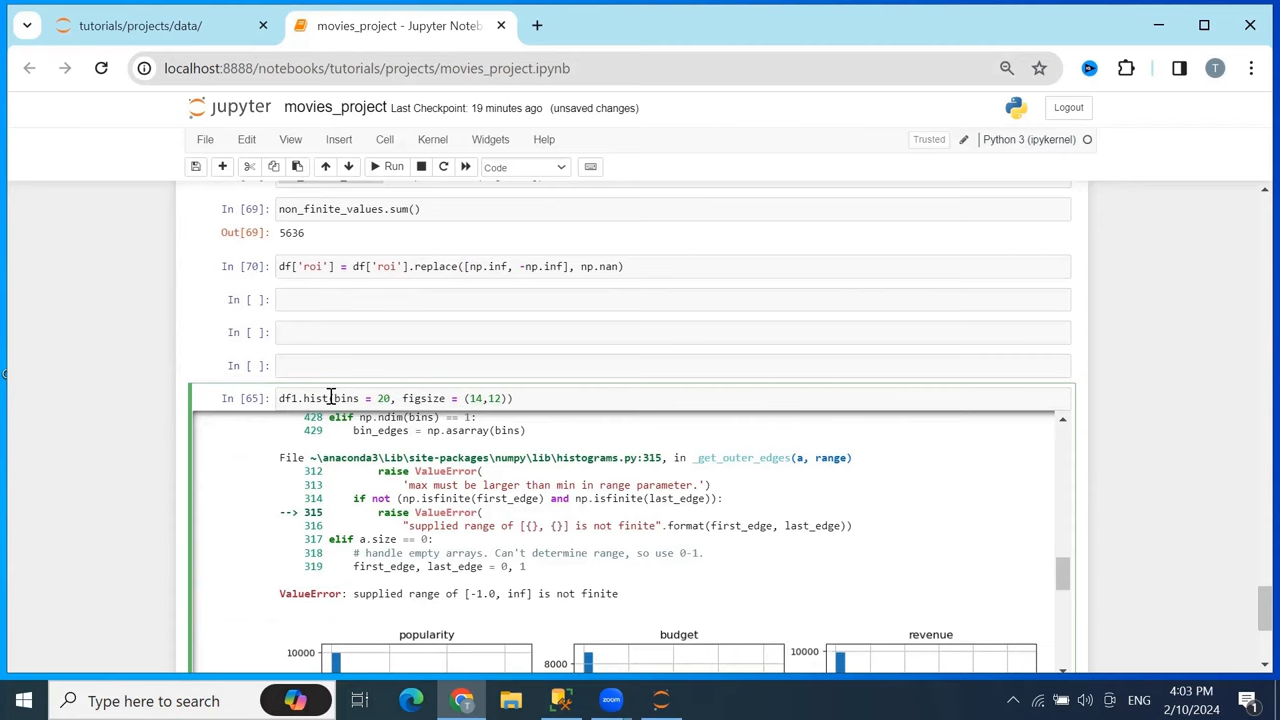 tutorials/projects/data/
movies_project - Jupyter Noteb
localhost:8888/notebooks/tutorials/projects/movies_project.ipynb
T
jupyter movies_project Last Checkpoint: 19 minutes ago (unsaved changes)
Logout
File Edit View Insert Cell Kernel Widgets Help
Trusted Python 3 (ipykernel)
Run Code
In [69]: non_finite_values.sum()
Out[69]: 5636
In [70]: df['roi'] = df['roi'].replace([np.inf, -np.inf], np.nan)
In [ ]:
In [ ]:
In [ ]:
In [65]: df1.hist(bins = 20, figsize = (14,12))
428 elif np.ndim(bins) == 1:
429 bin_edges = np.asarray(bins)
File ~\anaconda3\Lib\site-packages\numpy\lib\histograms.py:315, in _get_outer_edges(a, range)
312 raise ValueError(
313 'max must be larger than min in range parameter.')
314 if not (np.isfinite(first_edge) and np.isfinite(last_edge)):
--> 315 raise ValueError(
316 "supplied range of [{}, {}] is not finite".format(first_edge, last_edge))
317 elif a.size == 0:
318 # handle empty arrays. Can't determine range, so use 0-1.
319 first_edge, last_edge = 0, 1
ValueError: supplied range of [-1.0, inf] is not finite
popularity budget revenue
10000 8000 10000
Type here to search
zoom
ENG
4:03 PM
2/10/2024
1